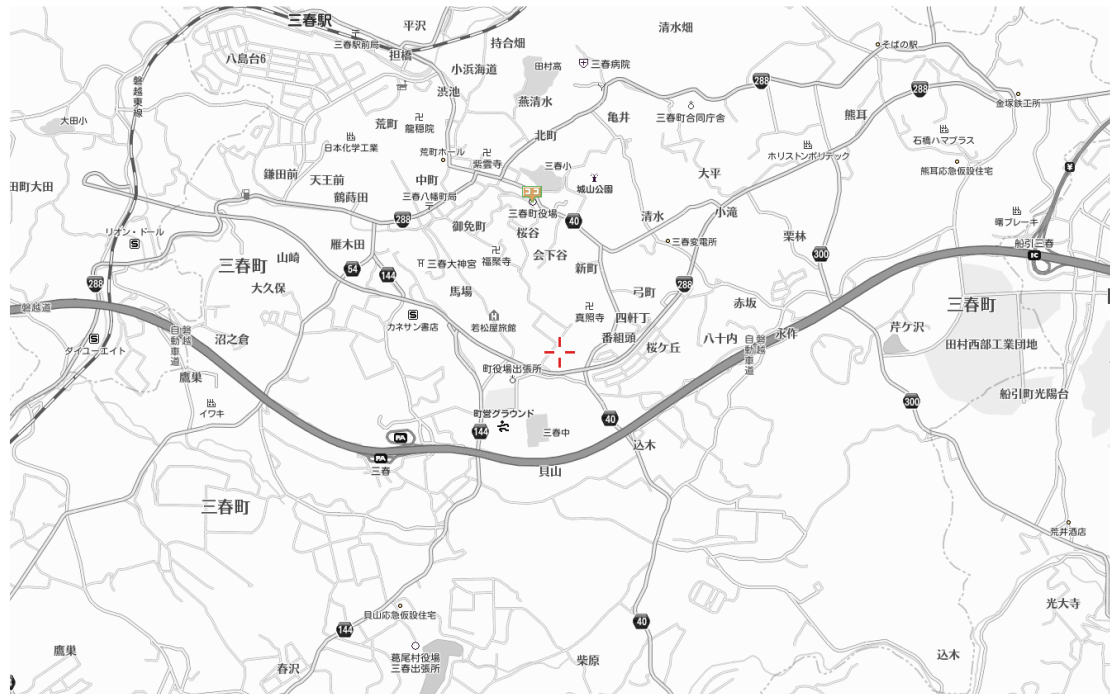 三春駅
平沢
三春駅前局
担橋
持合畑
清水畑
そばの駅
八島台6
小浜海道
田村高
三春病院
288
磐越東線
渋池
燕清水
288
金塚鉄工所
大田小
荒町
龍穏院
亀井
三春町合同庁舎
熊耳
日本化学工業
北町
石橋ハマプラス
荒町ホール
紫雲寺
三春小
ホリストンポリテック
熊耳応急仮設住宅
鎌田前
天王前
中町
城山公園
大平
田町大田
鶴蒔田
三春八幡町局
三春町役場
288
40
清水
小滝
曙ブレーキ
リオン・ドール
御免町
桜谷
栗林
雁木田
三春変電所
船引三春
IC
山崎
会下谷
300
三春町
54
三春大神宮
福聚寺
新町
144
288
大久保
馬場
弓町
288
磐越道
赤坂
三春町
カネサン書店
若松屋旅館
真照寺
四軒丁
芹ケ沢
ダイユーエイト
沼之倉
磐越自動車道
番組頭
桜ケ丘
八十内
永作
磐越自動車道
田村西部工業団地
鷹巣
町役場出張所
船引町光陽台
イワキ
町営グラウンド
40
300
144
三春中
PA
込木
PA
三春
貝山
三春町
荒井酒店
貝山応急仮設住宅
光大寺
144
40
鷹巣
葛尾村役場
三春出張所
春沢
柴原
込木